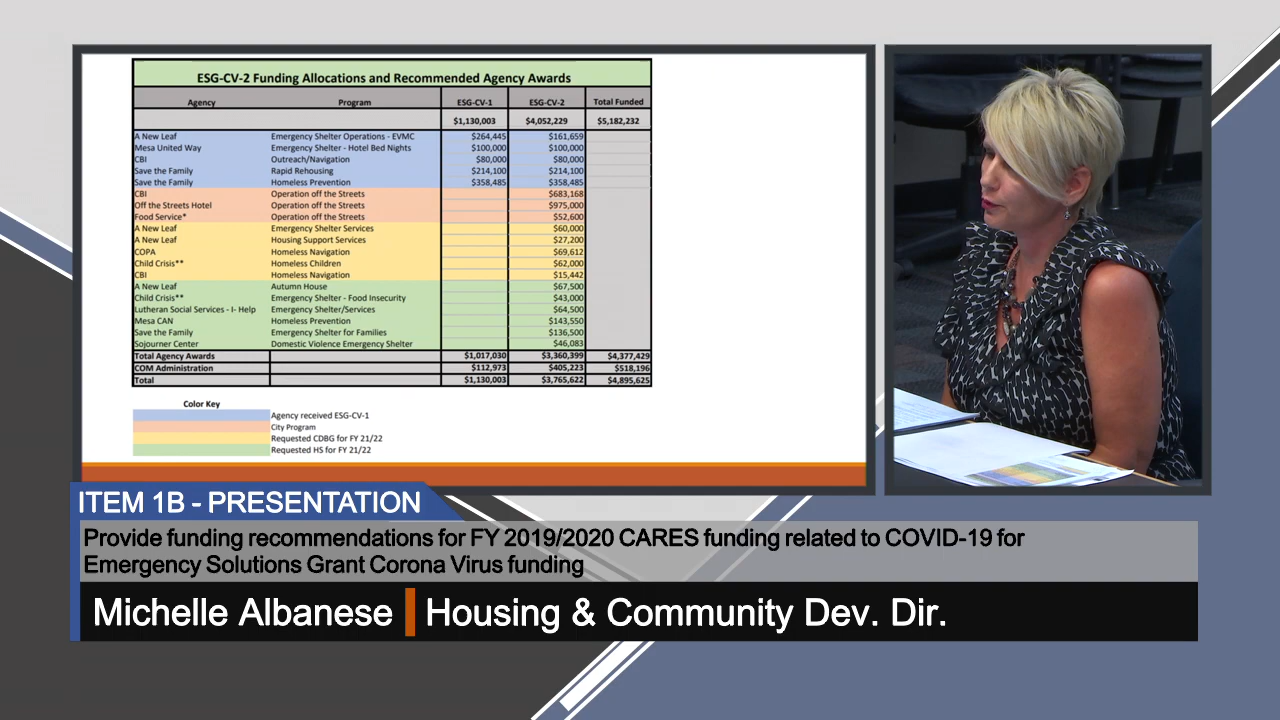 ESG-CV-2 Funding Allocations and Recommended Agency Awards
Agency Program ESG-CV-1 ESG-CV-2 Total Funded
$1,130,003 $4,052,229 $5,182,232
A New Leaf Emergency Shelter Operations - EVMC $264,445 $161,659
Mesa United Way Emergency Shelter - Hotel Bed Nights $100,000 $100,000
CBI Outreach/Navigation $80,000 $80,000
Save the Family Rapid Rehousing $214,100 $214,100
Save the Family Homeless Prevention $358,485 $358,485
CBI Operation off the Streets $683,168
Off the Streets Hotel Operation off the Streets $975,000
Food Service* Operation off the Streets $52,600
A New Leaf Emergency Shelter Services $60,000
A New Leaf Housing Support Services $27,200
COPA Homeless Navigation $69,612
Child Crisis** Homeless Children $62,000
CBI Homeless Navigation $15,442
A New Leaf Autumn House $67,500
Child Crisis** Emergency Shelter - Food Insecurity $43,000
Lutheran Social Services - I- Help Emergency Shelter/Services $64,500
Mesa CAN Homeless Prevention $143,550
Save the Family Emergency Shelter for Families $136,500
Sojourner Center Domestic Violence Emergency Shelter $46,083
Total Agency Awards $1,017,030 $3,360,399 $4,377,429
COM Administration $112,973 $405,223 $518,196
Total $1,130,003 $3,765,622 $4,895,625
Color Key
Agency received ESG-CV-1
City Program
Requested CDBG for FY 21/22
Requested HS for FY 21/22
ITEM 1B - PRESENTATION
Provide funding recommendations for FY 2019/2020 CARES funding related to COVID-19 for
Emergency Solutions Grant Corona Virus funding
Michelle Albanese Housing & Community Dev. Dir.